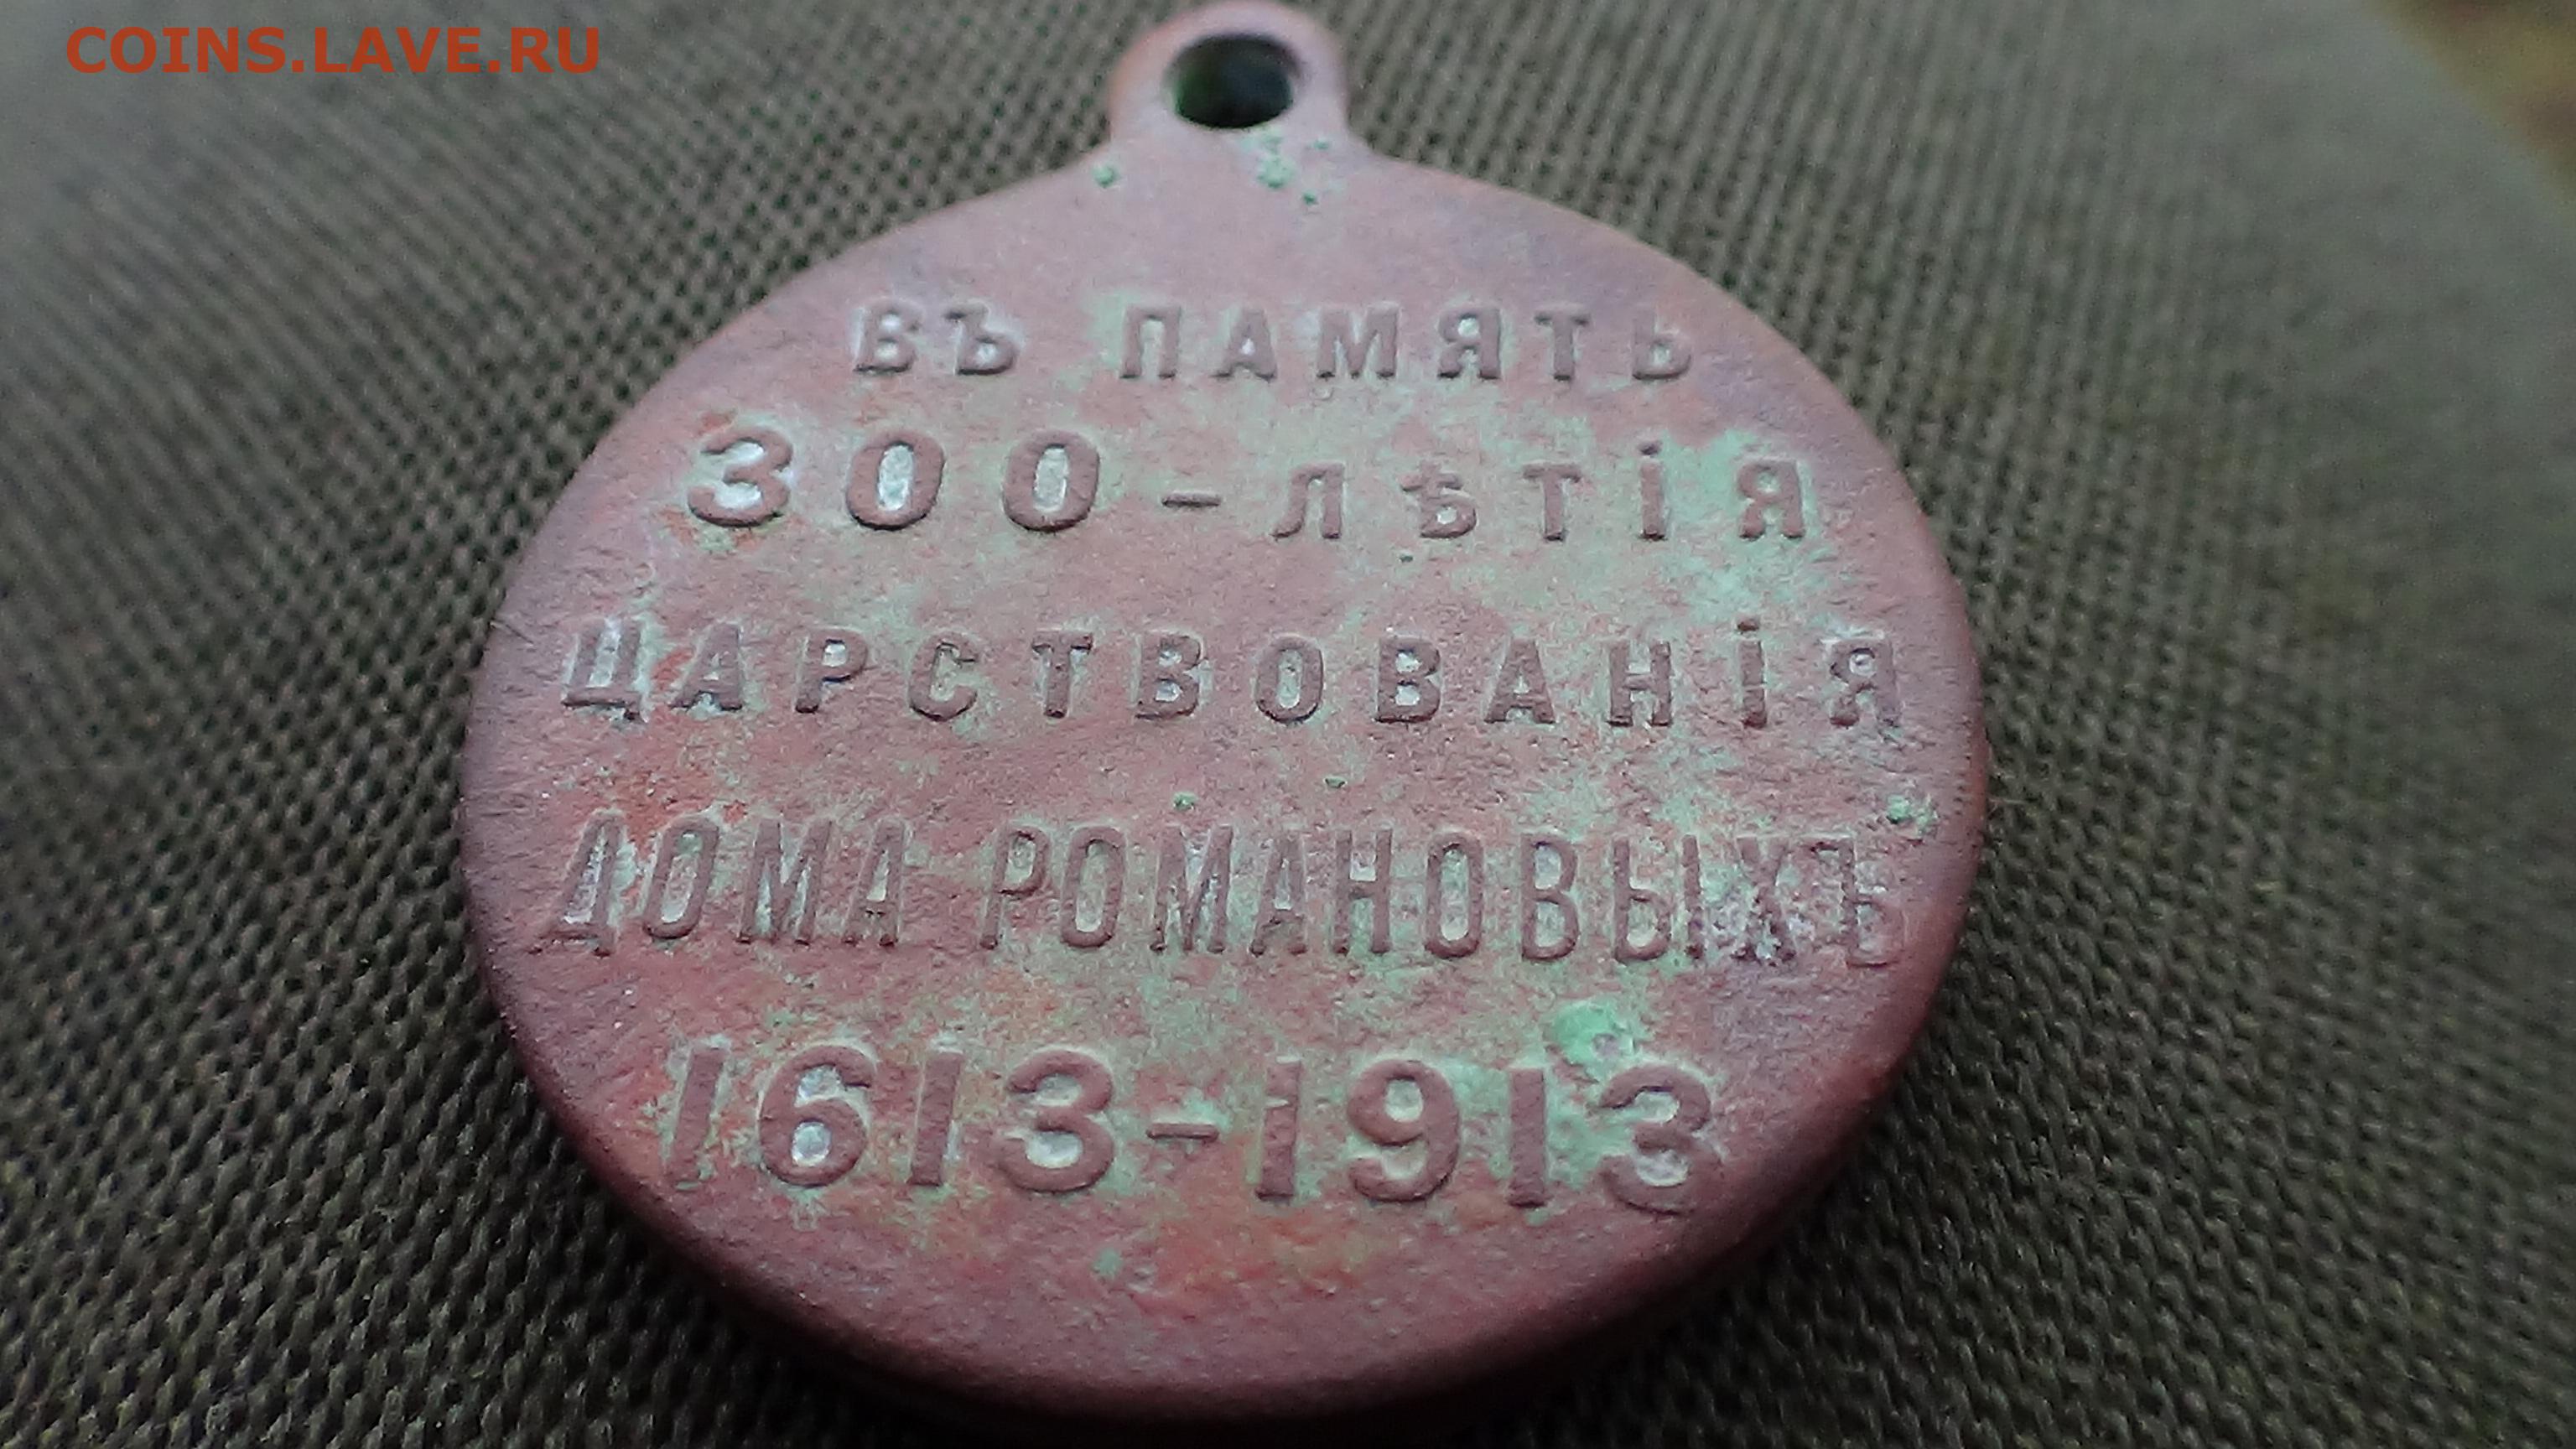 COINS.LAVE.RU
ВЪ ПАМЯТЬ
300-ЛѢТІЯ
ЦАРСТВОВАНІЯ
ДОМА РОМАНОВЫХЪ
1613-1913